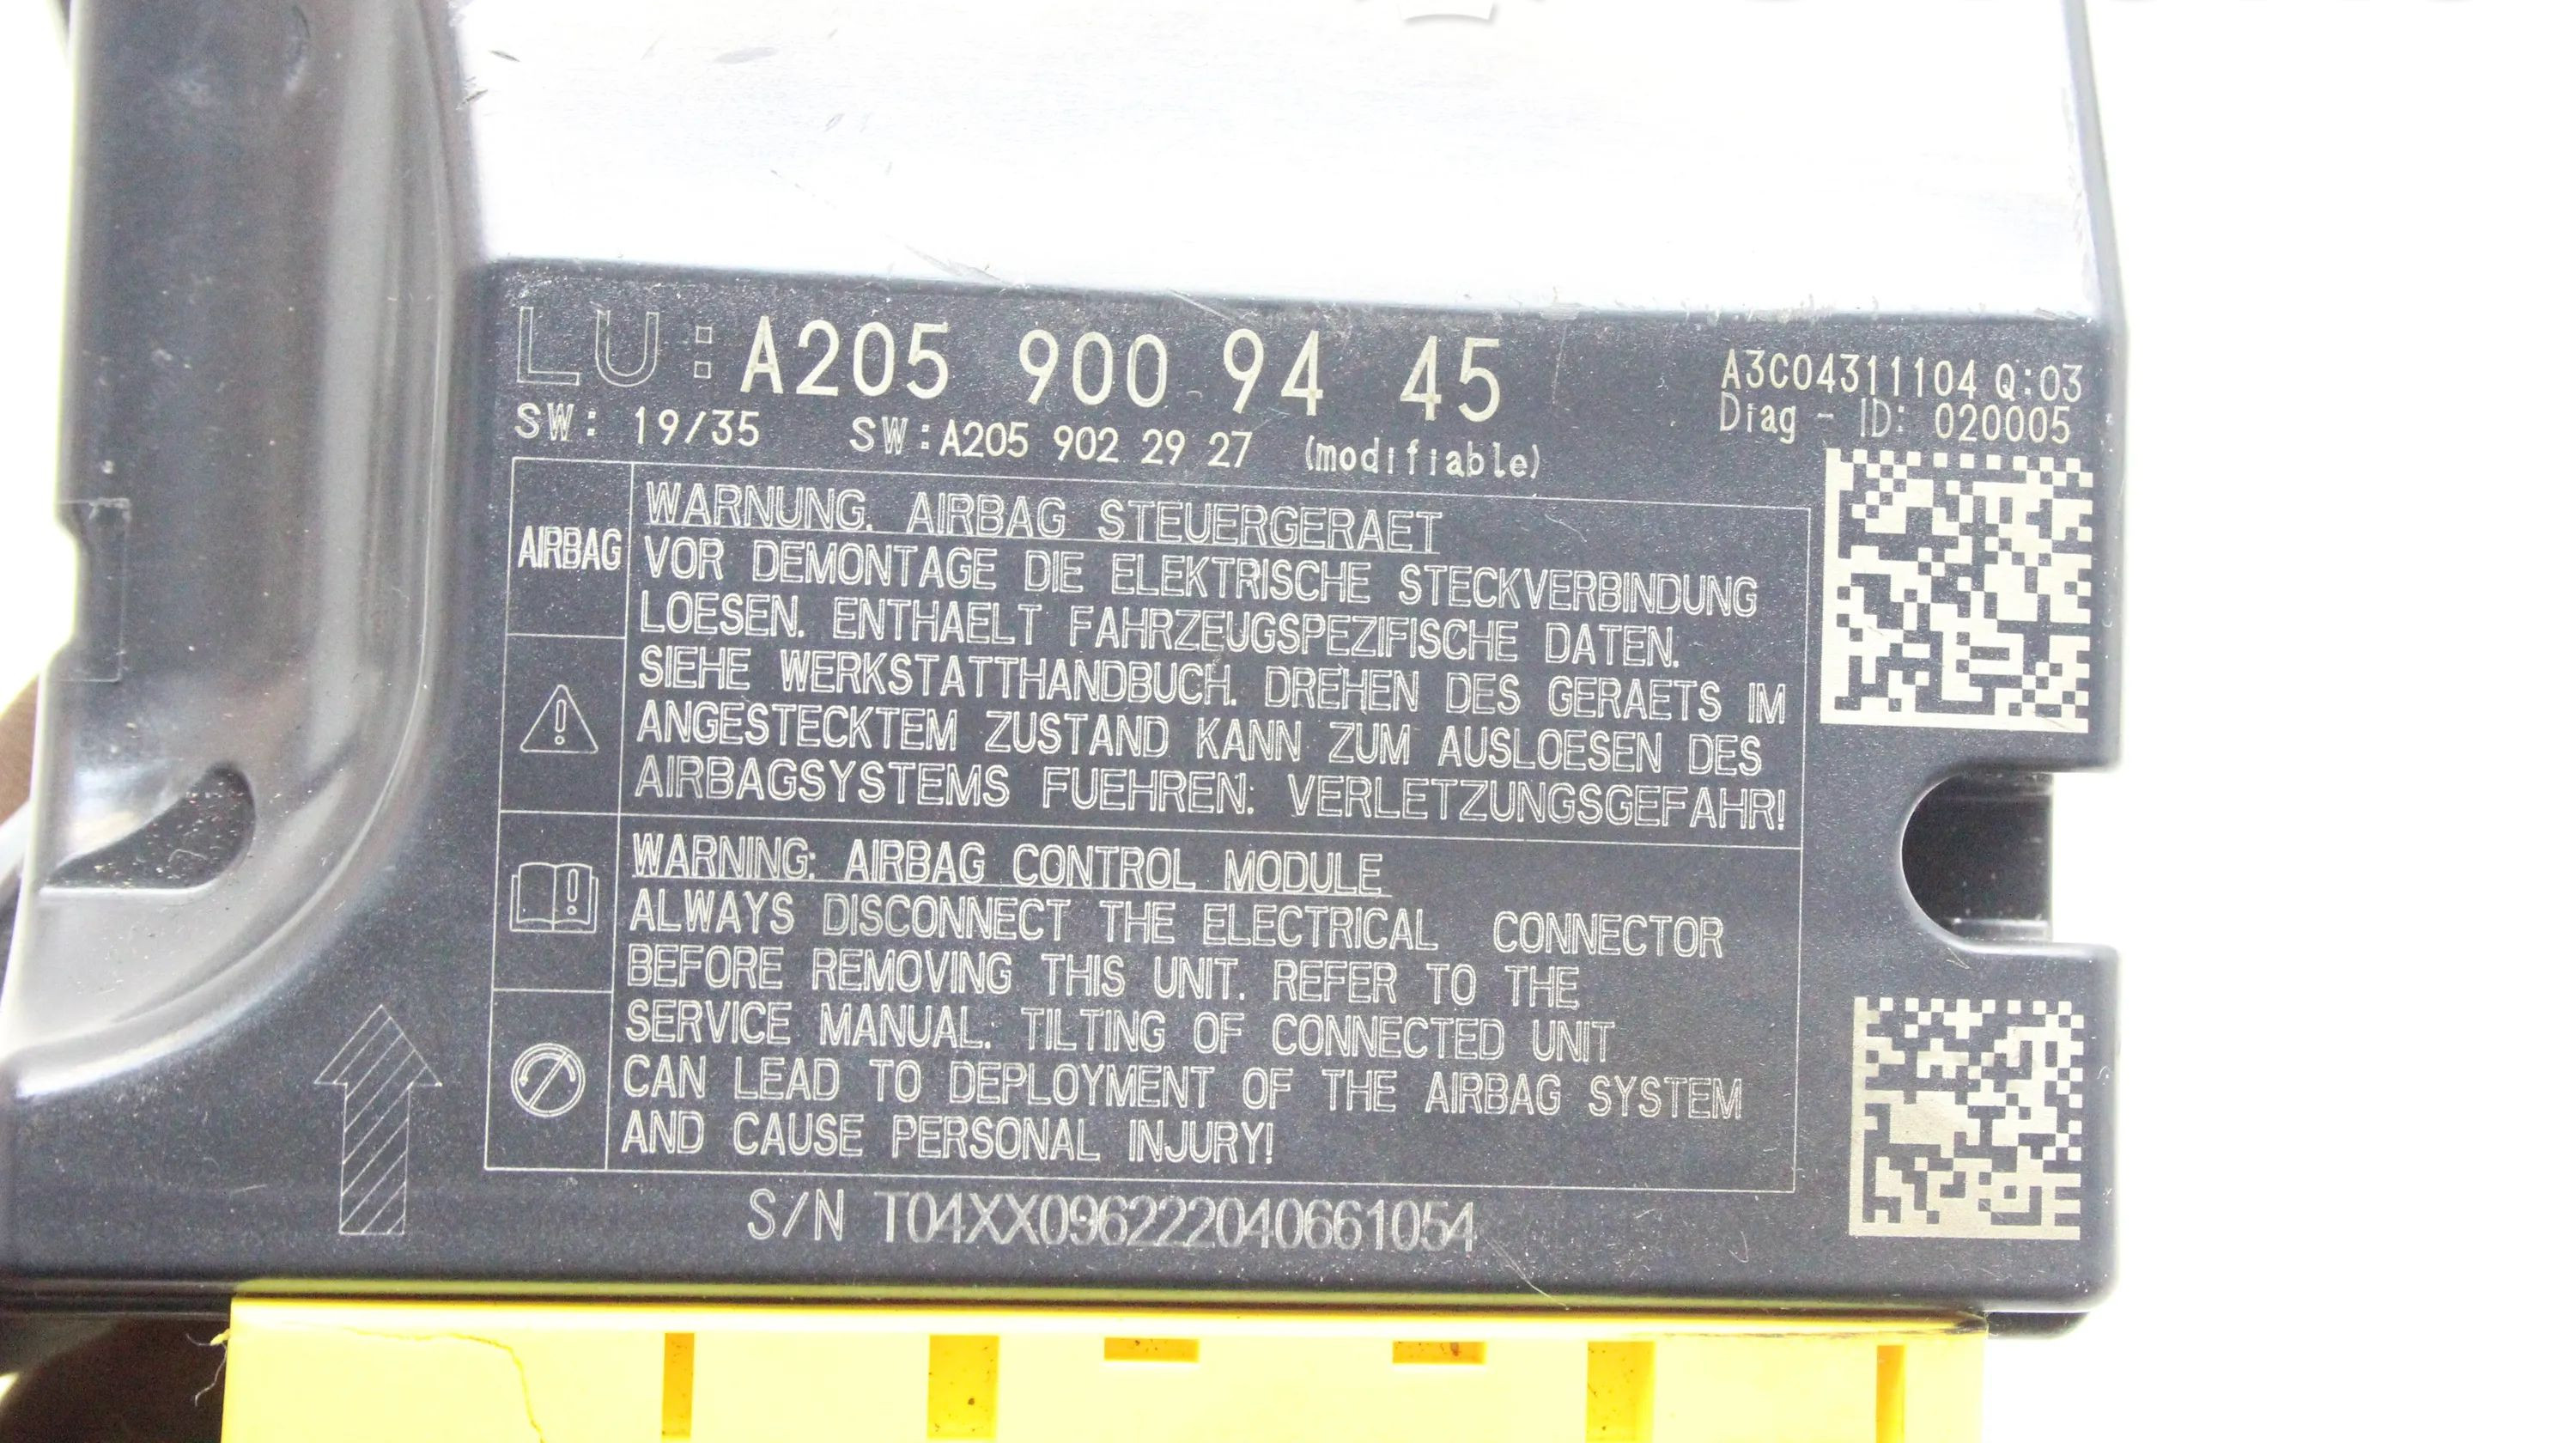 LU: A205 900 94 45
A3C04311104 Q:03
SW: 19/35 SW:A205 902 29 27 (modifiable)
Diag - ID: 020005
AIRBAG
WARNUNG. AIRBAG STEUERGERAET
VOR DEMONTAGE DIE ELEKTRISCHE STECKVERBINDUNG
LOESEN. ENTHAELT FAHRZEUGSPEZIFISCHE DATEN.
SIEHE WERKSTATTHANDBUCH. DREHEN DES GERAETS IM
ANGESTECKTEM ZUSTAND KANN ZUM AUSLOESEN DES
AIRBAGSYSTEMS FUEHREN: VERLETZUNGSGEFAHR!
WARNING: AIRBAG CONTROL MODULE
ALWAYS DISCONNECT THE ELECTRICAL CONNECTOR
BEFORE REMOVING THIS UNIT. REFER TO THE
SERVICE MANUAL. TILTING OF CONNECTED UNIT
CAN LEAD TO DEPLOYMENT OF THE AIRBAG SYSTEM
AND CAUSE PERSONAL INJURY!
S/N T04XX096222040661054